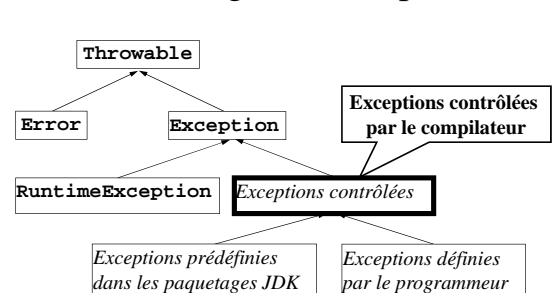 Throwable
Error
Exception
Exceptions contrôlées
par le compilateur
RuntimeException
Exceptions contrôlées
Exceptions prédéfinies
dans les paquetages JDK
Exceptions définies
par le programmeur